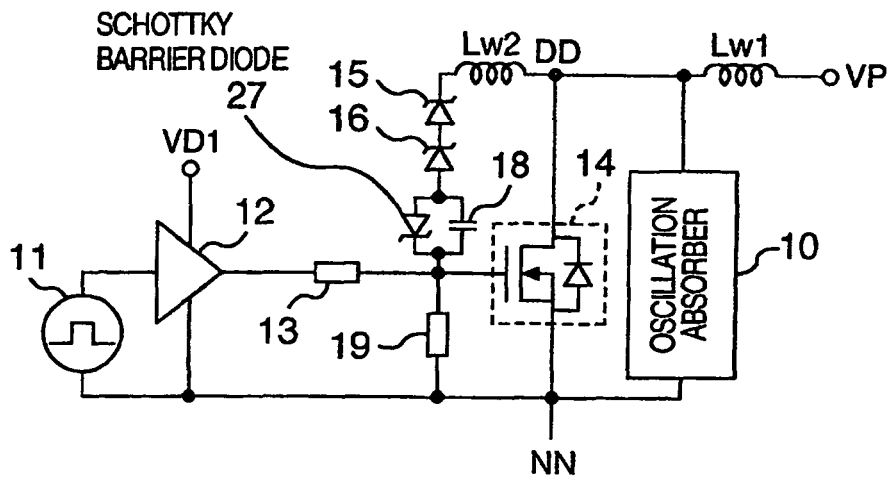 SCHOTTKY
BARRIER DIODE
27
15
16
Lw2
DD
Lw1
VP
VD1
12
18
14
11
13
19
OSCILLATION
ABSORBER
10
NN